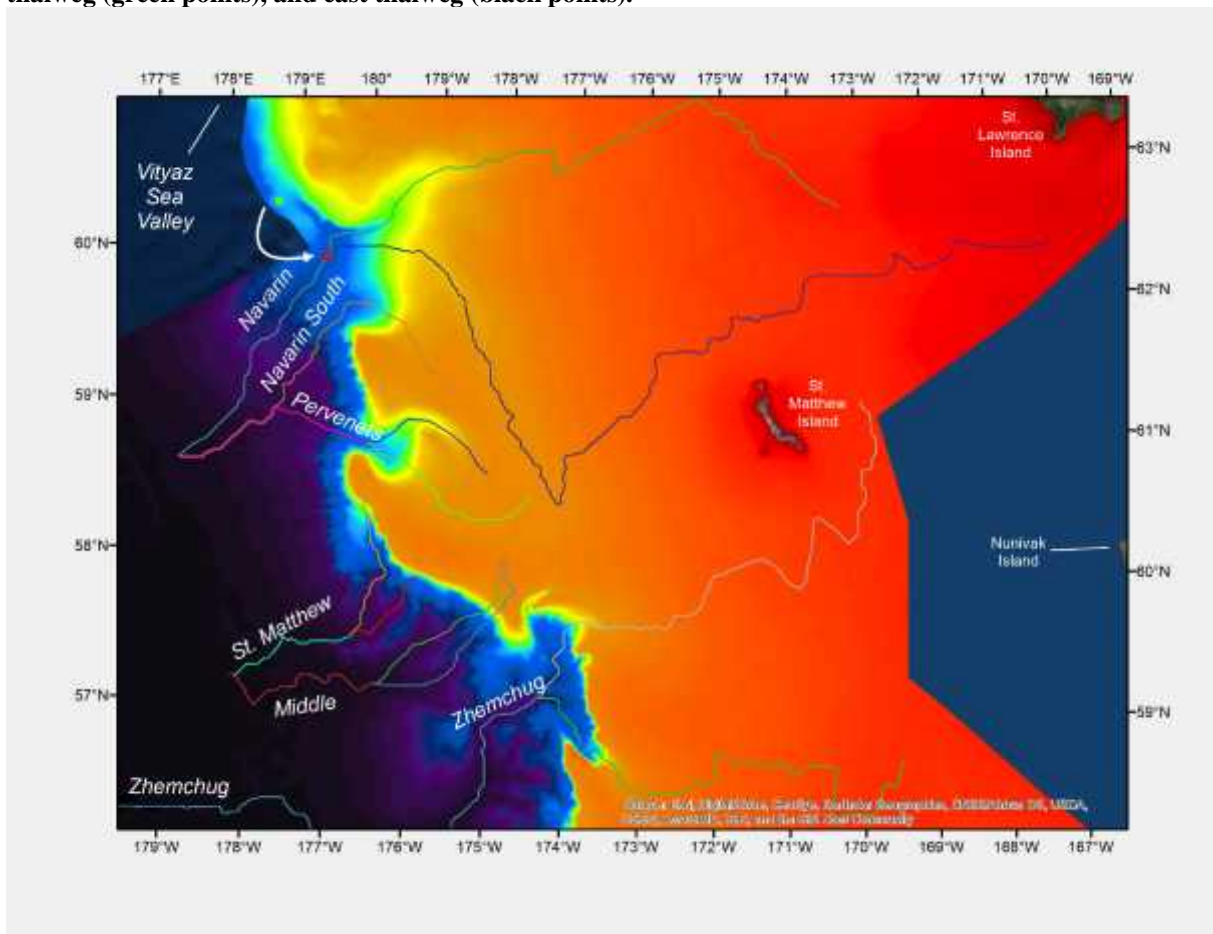 thalweg (green points), and east thalweg (black points).
177°E 178°E 179°E 180° 179°W 178°W 177°W 176°W 175°W 174°W 173°W 172°W 171°W 170°W 169°W
St.
Lawrence
Island
63°N
Vityaz
Sea
Valley
60°N
Navarin
62°N
Navarin South
59°N
St.
Matthew
Island
Pervenets
61°N
58°N
Nunivak
Island
60°N
St. Matthew
57°N
Middle
Zhemchug
59°N
Zhemchug
179°W 178°W 177°W 176°W 175°W 174°W 173°W 172°W 171°W 170°W 169°W 168°W 167°W